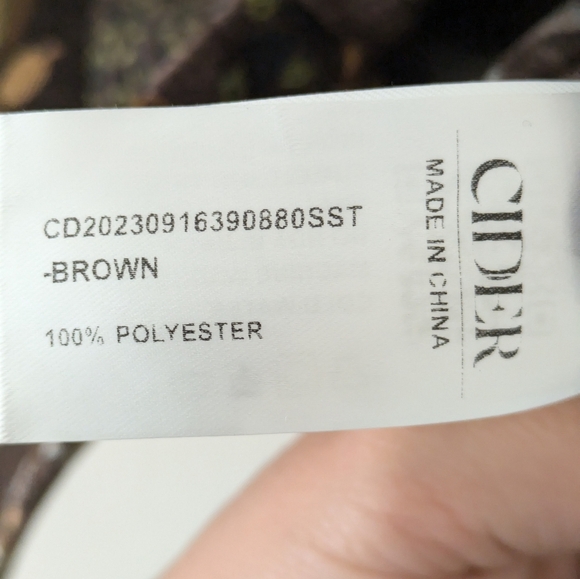 CD20230916390880SST
-BROWN
100% POLYESTER
CIDER
MADE IN CHINA